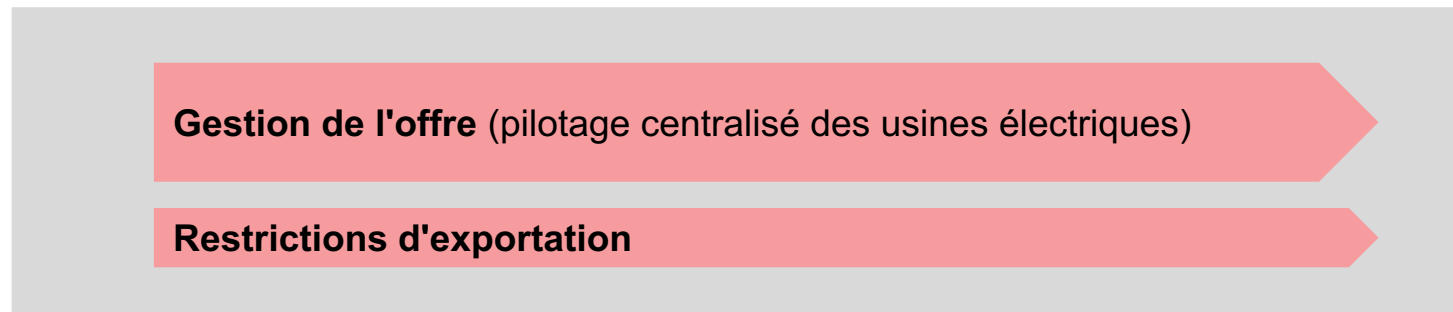 Gestion de l'offre (pilotage centralisé des usines électriques)
Restrictions d'exportation